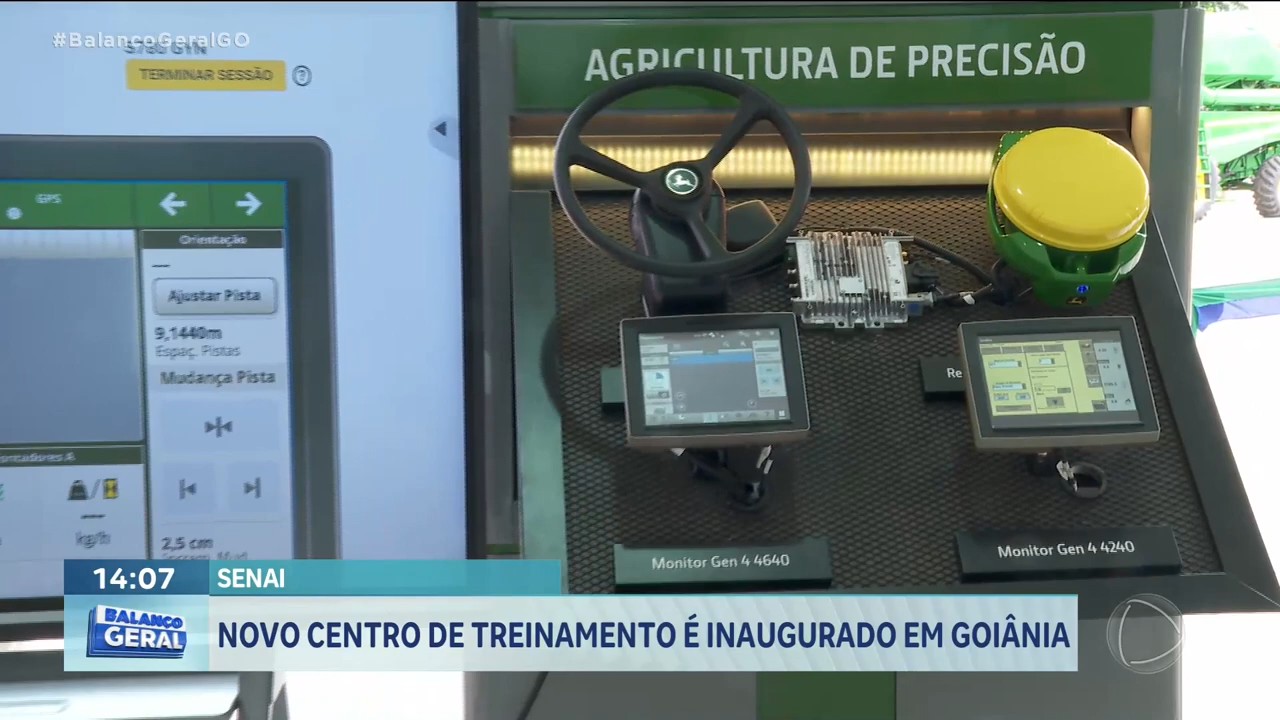 #BalancoGeralGO
TERMINAR SESSÃO
?
AGRICULTURA DE PRECISÃO
GPS
Orientação
---
Ajustar Pista
9,1440m
Espaç. Pistas
Mudança Pista
---
kg/h
2,5 cm
Re
Monitor Gen 4 4640
Monitor Gen 4 4240
14:07
SENAI
BALANÇO
GERAL
NOVO CENTRO DE TREINAMENTO É INAUGURADO EM GOIÂNIA